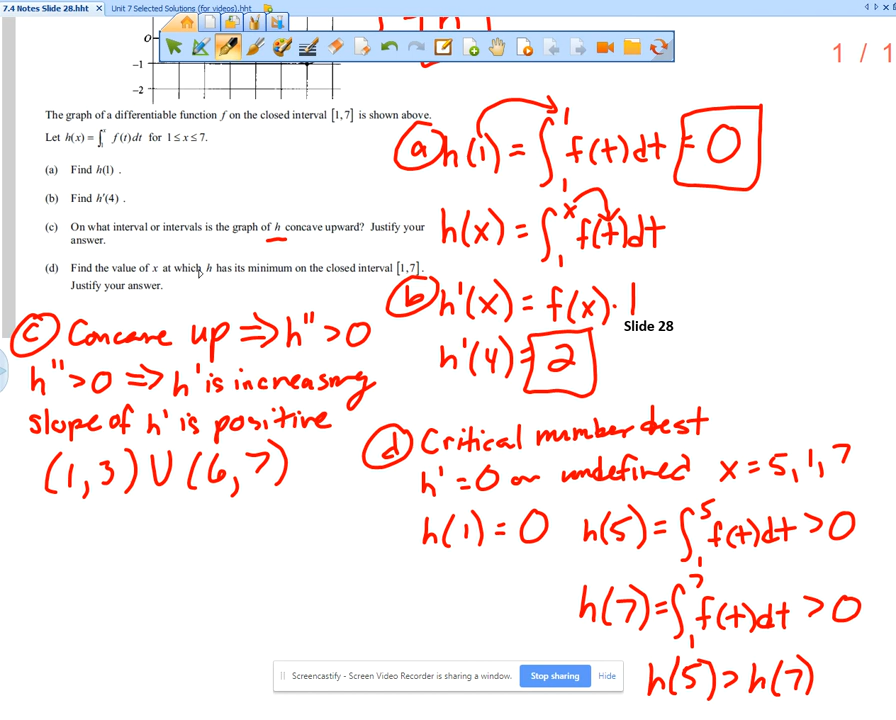 7.4 Notes Slide 28.hht
Unit 7 Selected Solutions (for videos).hht
1 / 1
0
-1
-2
The graph of a differentiable function f on the closed interval [1,7] is shown above.
Let h(x) = ∫₁ˣ f(t)dt for 1 ≤ x ≤ 7.
(a) Find h(1) .
(b) Find h'(4) .
(c) On what interval or intervals is the graph of h concave upward? Justify your
answer.
(d) Find the value of x at which h has its minimum on the closed interval [1,7] .
Justify your answer.
a h(1) = ∫₁¹ f(t)dt = 0
h(x) = ∫₁ˣ f(t)dt
b h'(x) = f(x)·1
Slide 28
h'(4) = 2
c Concave up ⟹ h'' > 0
h'' > 0 ⟹ h' is increasing
slope of h' is positive
(1, 3) ∪ (6, 7)
d Critical number test
h' = 0 or undefined x = 5, 1, 7
h(1) = 0 h(5) = ∫₁⁵ f(t)dt > 0
h(7) = ∫₁⁷ f(t)dt > 0
h(5) > h(7)
Screencastify - Screen Video Recorder is sharing a window.
Stop sharing
Hide